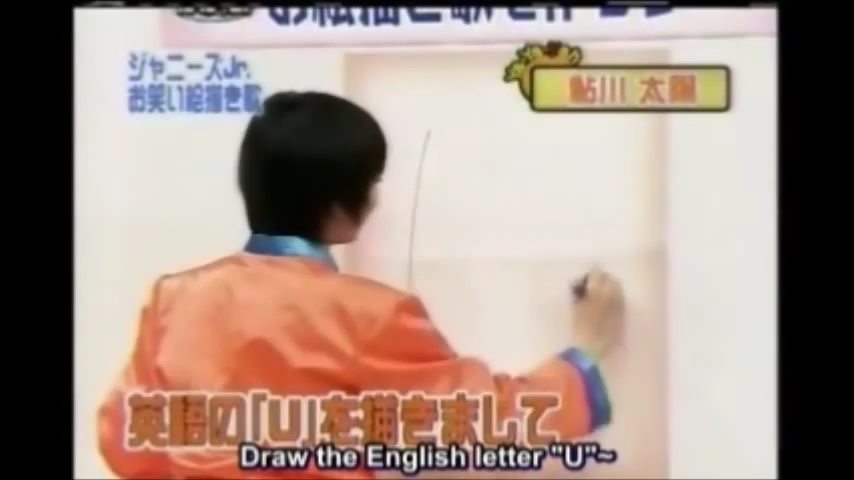 ジャニーズJr.
お笑い絵描き歌
鮎川 太陽
英語の「U」を描きまして
Draw the English letter "U"~